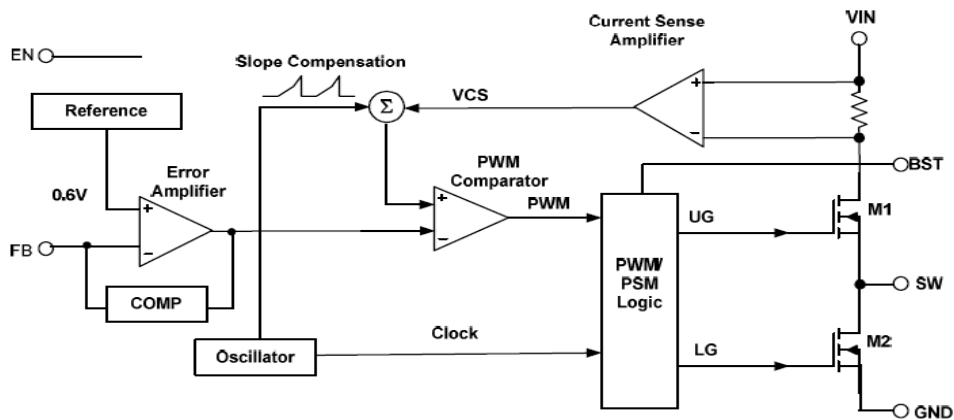 Current Sense
Amplifier
VIN
EN
Slope Compensation
Reference
Σ
VCS
+
−
BST
Error
Amplifier
0.6V
+
−
PWM
Comparator
+
−
PWM
UG
M1
FB
COMP
PWM/
PSM
Logic
SW
Oscillator
Clock
LG
M2
GND